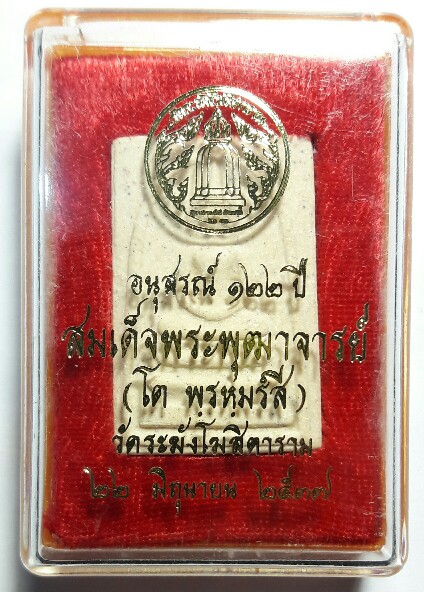 อนุสรณ์ ๑๒๒ ปี
สมเด็จพระพุฒาจารย์
(โต พรหมรํสี)
วัดระฆังโฆสิตาราม
๒๒ มิถุนายน ๒๕๓๗